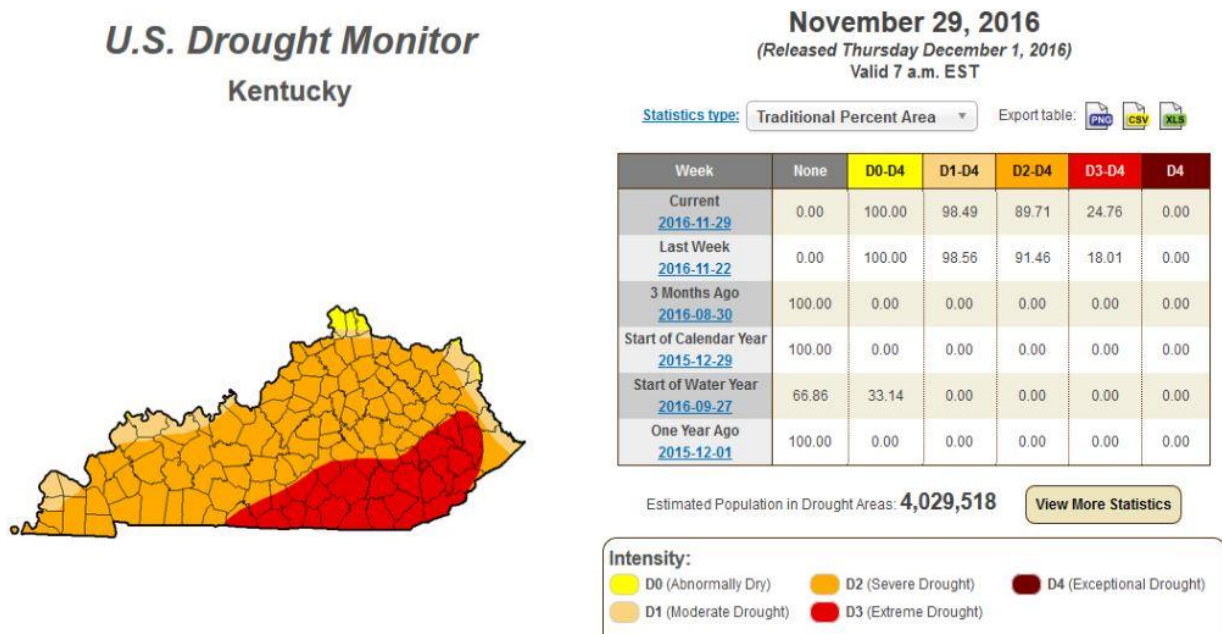 U.S. Drought Monitor
Kentucky
November 29, 2016
(Released Thursday December 1, 2016)
Valid 7 a.m. EST
Statistics type: Traditional Percent Area Export table: PNG CSV XLS
Week None D0-D4 D1-D4 D2-D4 D3-D4 D4
Current
2016-11-29 0.00 100.00 98.49 89.71 24.76 0.00
Last Week
2016-11-22 0.00 100.00 98.56 91.46 18.01 0.00
3 Months Ago
2016-08-30 100.00 0.00 0.00 0.00 0.00 0.00
Start of Calendar Year
2015-12-29 100.00 0.00 0.00 0.00 0.00 0.00
Start of Water Year
2016-09-27 66.86 33.14 0.00 0.00 0.00 0.00
One Year Ago
2015-12-01 100.00 0.00 0.00 0.00 0.00 0.00
Estimated Population in Drought Areas: 4,029,518 View More Statistics
Intensity:
D0 (Abnormally Dry) D2 (Severe Drought) D4 (Exceptional Drought)
D1 (Moderate Drought) D3 (Extreme Drought)